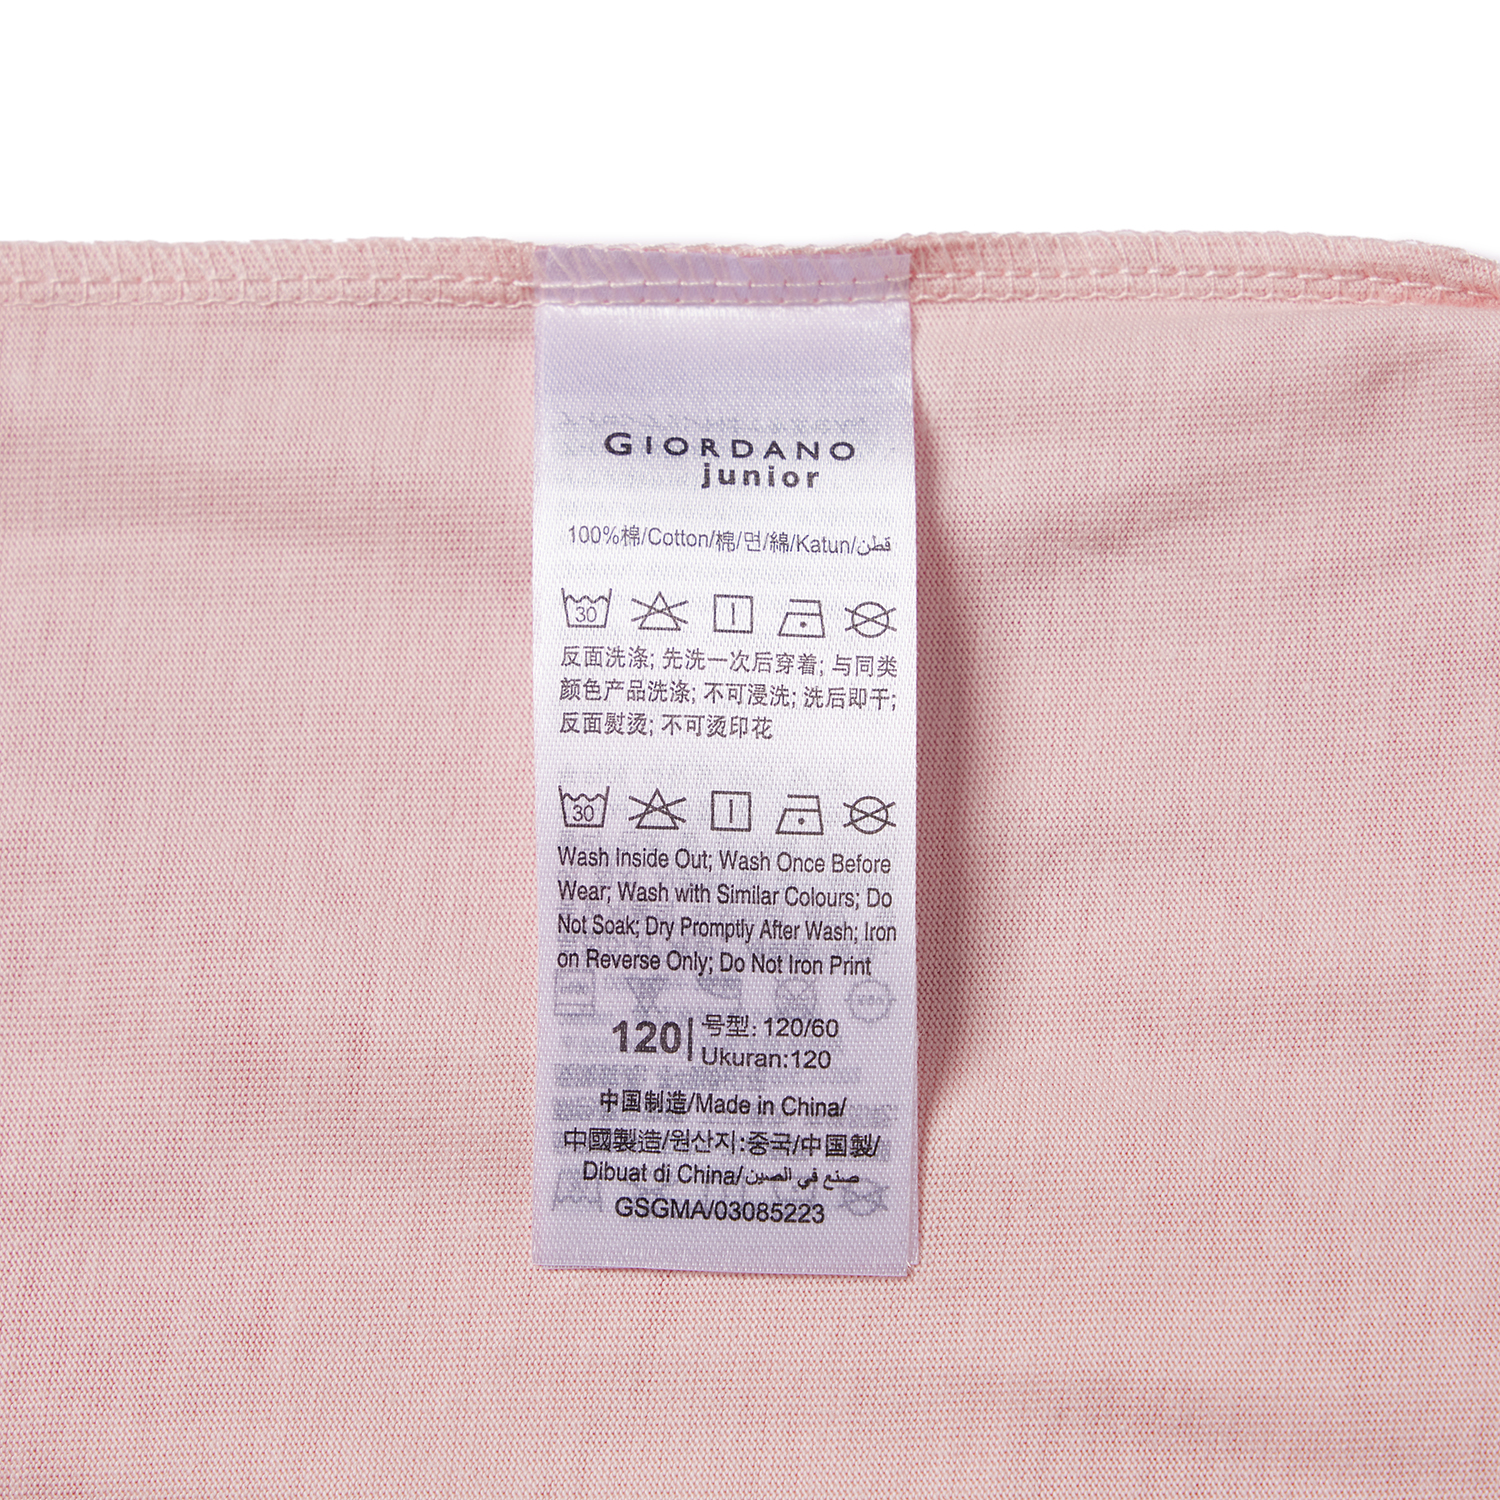 GIORDANO
junior
100%棉/Cotton/棉/면/綿/Katun/قطن
30
反面洗涤; 先洗一次后穿着; 与同类
颜色产品洗涤; 不可浸洗; 洗后即干;
反面熨烫; 不可烫印花
30
Wash Inside Out; Wash Once Before
Wear; Wash with Similar Colours; Do
Not Soak; Dry Promptly After Wash; Iron
on Reverse Only; Do Not Iron Print
120 | 号型: 120/60
Ukuran:120
中国制造/Made in China/
中國製造/원산지:중국/中国製/
Dibuat di China/صنع في الصين
GSGMA/03085223